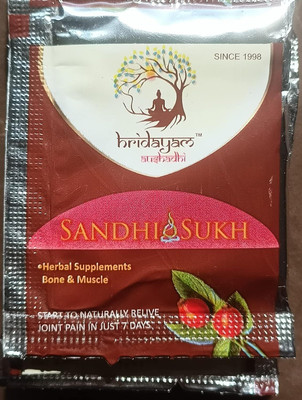 SINCE 1998
hridayam™
aushadhi
SANDHI SUKH
•Herbal Supplements
Bone & Muscle
START TO NATURALLY RELIVE
JOINT PAIN IN JUST 7 DAYS